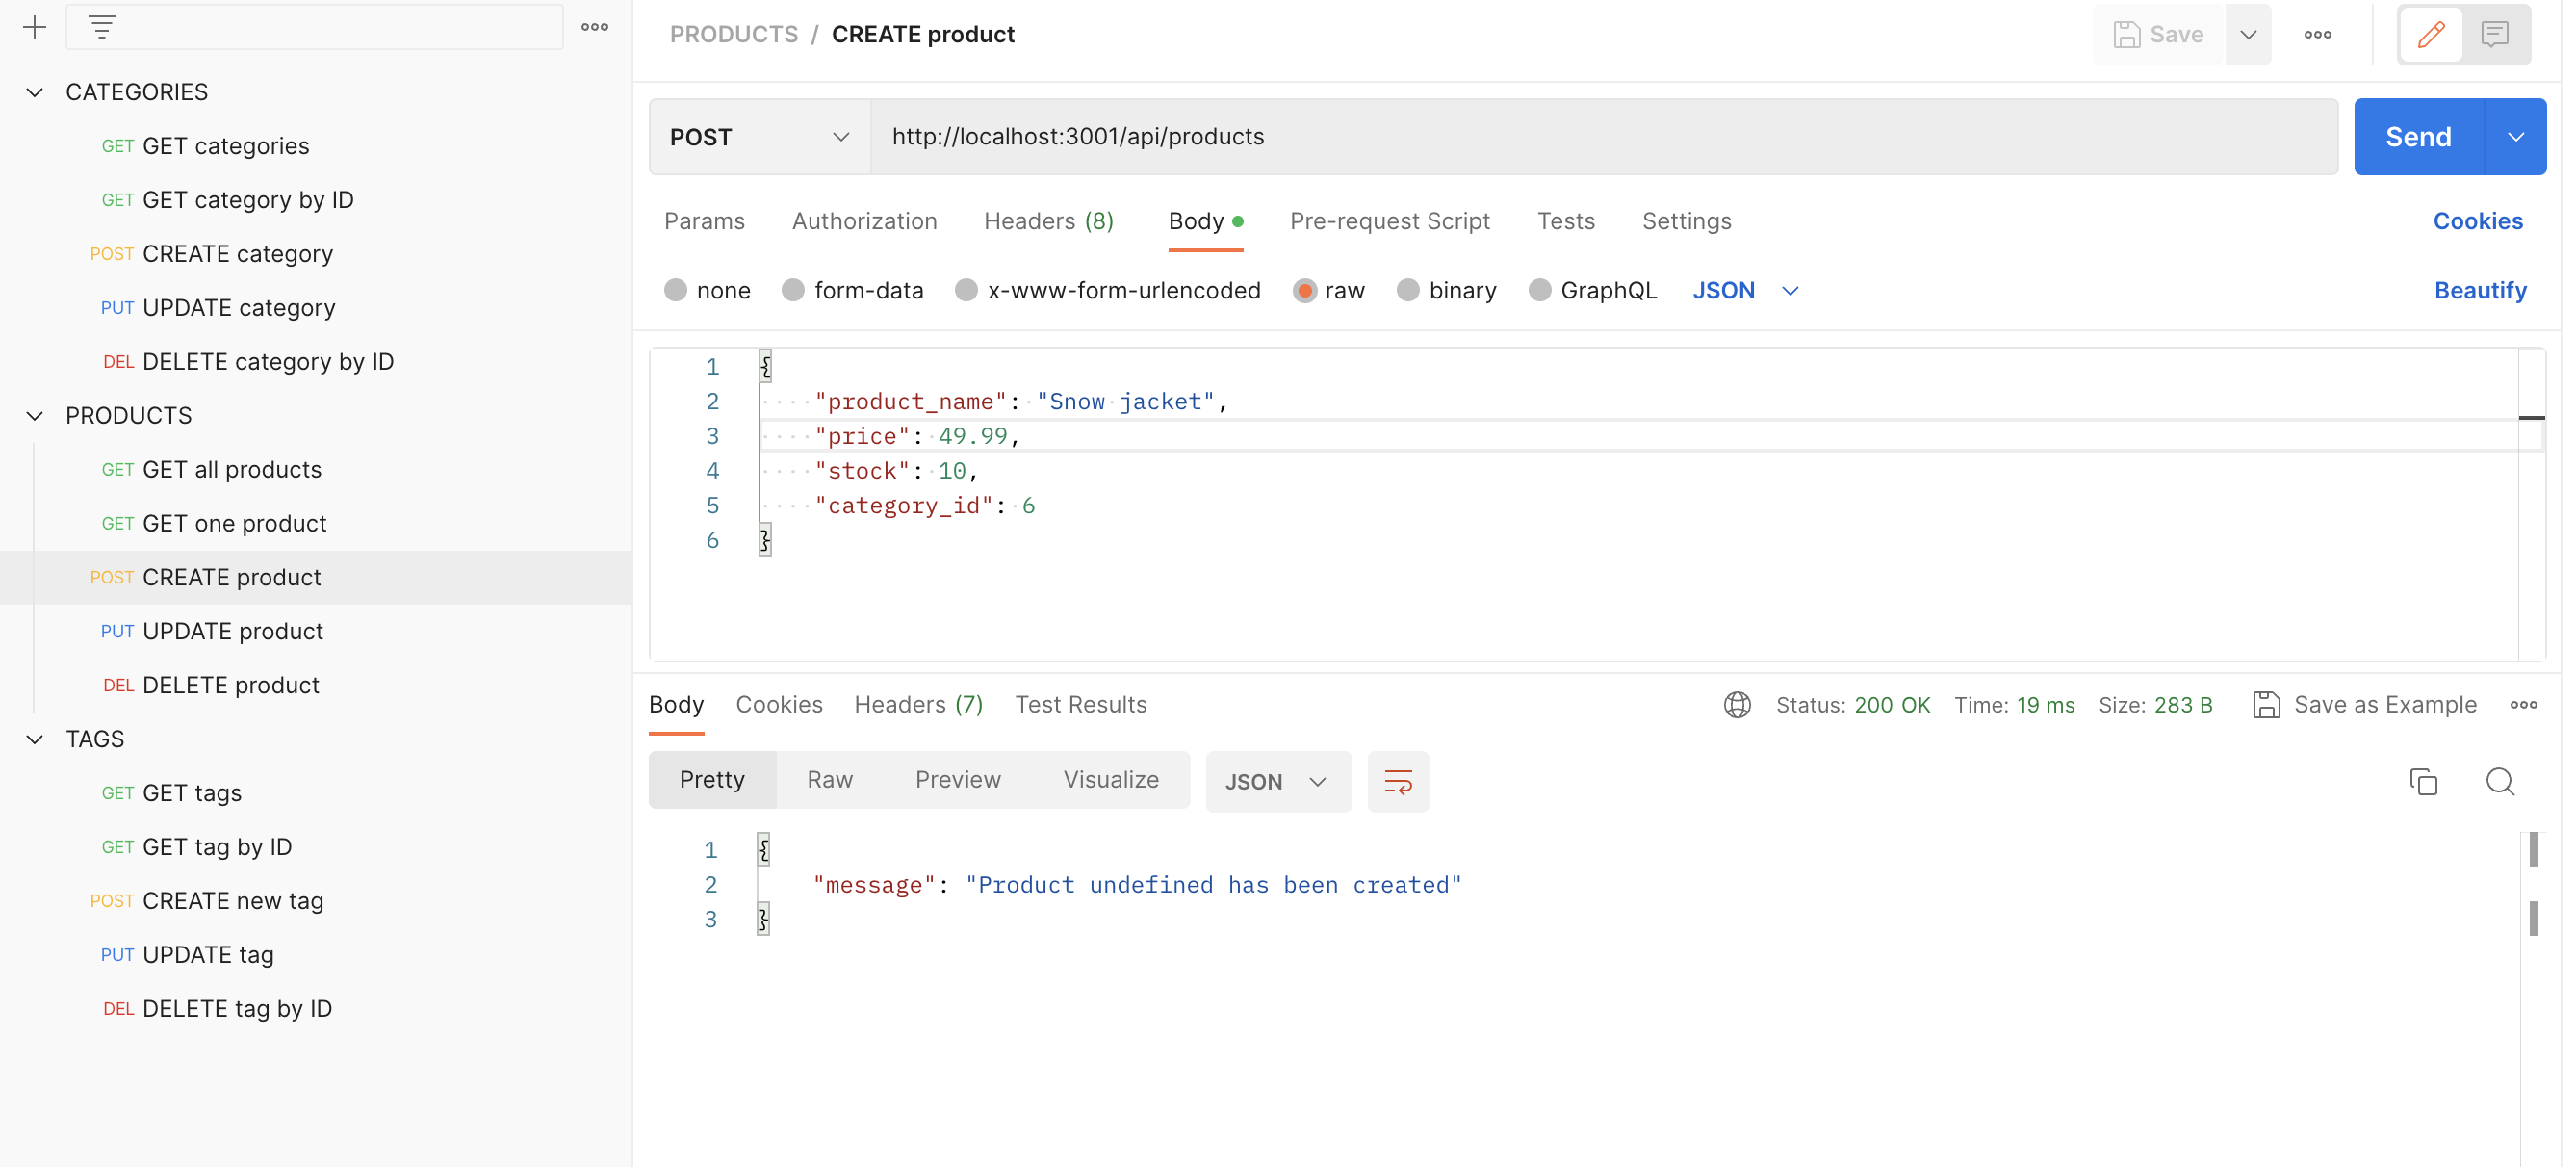 CATEGORIES
GET GET categories
GET GET category by ID
POST CREATE category
PUT UPDATE category
DEL DELETE category by ID
PRODUCTS
GET GET all products
GET GET one product
POST CREATE product
PUT UPDATE product
DEL DELETE product
TAGS
GET GET tags
GET GET tag by ID
POST CREATE new tag
PUT UPDATE tag
DEL DELETE tag by ID
PRODUCTS / CREATE product
Save
POST http://localhost:3001/api/products Send
Params Authorization Headers (8) Body Pre-request Script Tests Settings Cookies
none form-data x-www-form-urlencoded raw binary GraphQL JSON Beautify
1 {
2 "product_name": "Snow jacket",
3 "price": 49.99,
4 "stock": 10,
5 "category_id": 6
6 }
Body Cookies Headers (7) Test Results Status: 200 OK Time: 19 ms Size: 283 B Save as Example
Pretty Raw Preview Visualize JSON
1 {
2 "message": "Product undefined has been created"
3 }